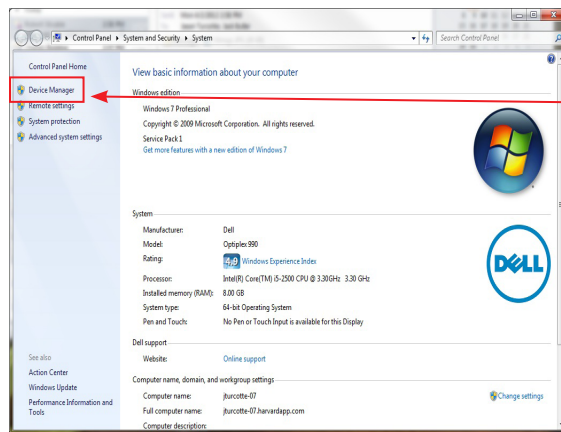 Control Panel ▸ System and Security ▸ System
Search Control Panel
Control Panel Home
Device Manager
Remote settings
System protection
Advanced system settings
View basic information about your computer
Windows edition
Windows 7 Professional
Copyright © 2009 Microsoft Corporation. All rights reserved.
Service Pack 1
Get more features with a new edition of Windows 7
System
Manufacturer: Dell
Model: Optiplex 990
Rating: 4,9 Windows Experience Index
Processor: Intel(R) Core(TM) i5-2500 CPU @ 3.30GHz 3.30 GHz
Installed memory (RAM): 8.00 GB
System type: 64-bit Operating System
Pen and Touch: No Pen or Touch Input is available for this Display
DELL
Dell support
Website: Online support
Computer name, domain, and workgroup settings
Computer name: jturcotte-07
Change settings
Full computer name: jturcotte-07.harvardapp.com
Computer description:
See also
Action Center
Windows Update
Performance Information and
Tools